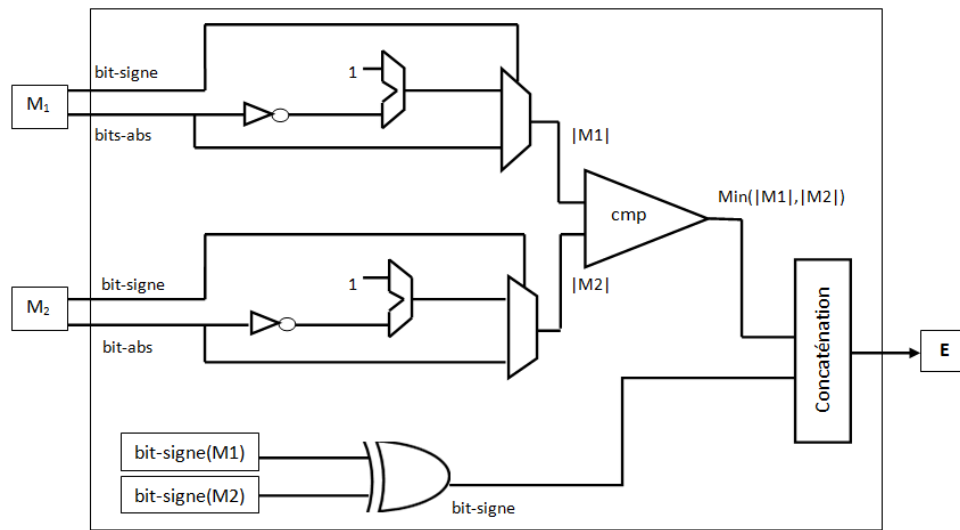 bit-signe
1
M1
bits-abs
|M1|
cmp
Min(|M1|,|M2|)
bit-signe
1
M2
bit-abs
|M2|
Concaténation
E
bit-signe(M1)
bit-signe(M2)
bit-signe